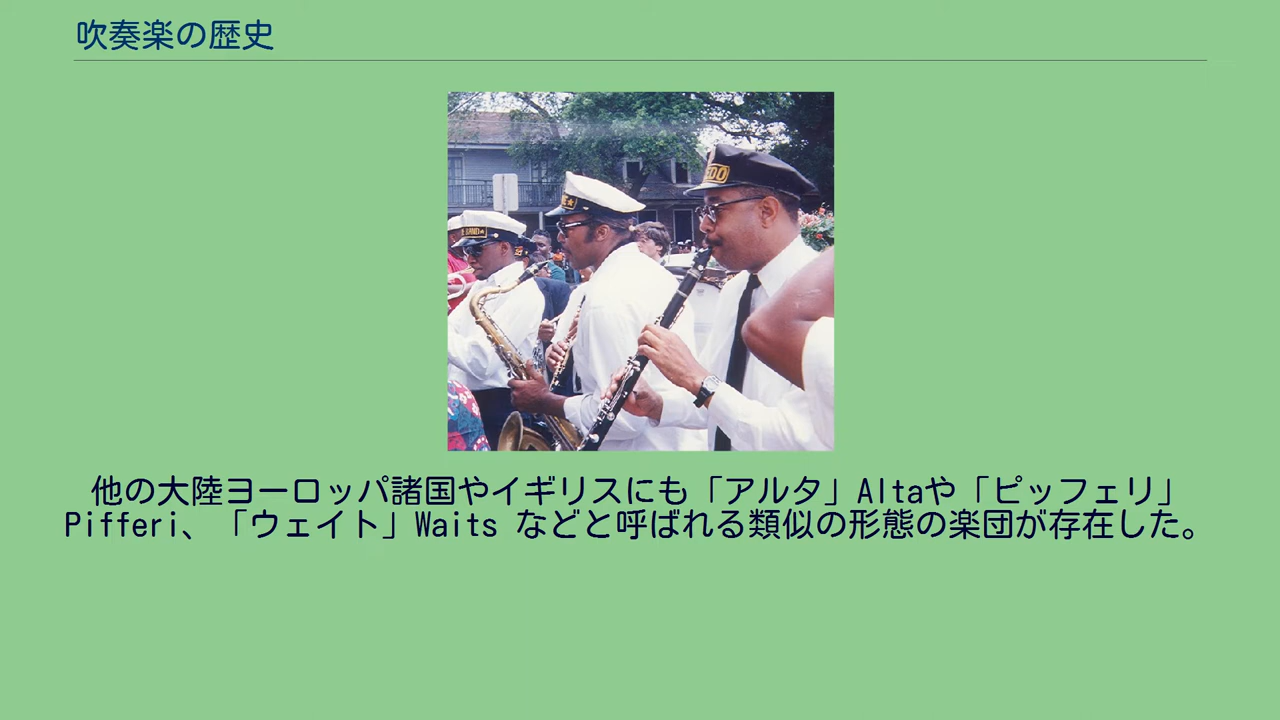 吹奏楽の歴史
他の大陸ヨーロッパ諸国やイギリスにも「アルタ」Altaや「ピッフェリ」
Pifferi、「ウェイト」Waits などと呼ばれる類似の形態の楽団が存在した。